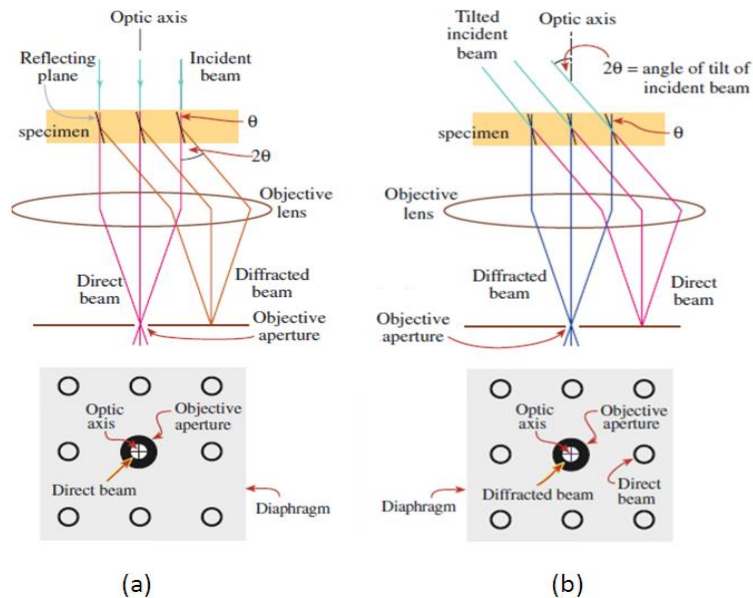 Optic axis
Reflecting
plane
Incident
beam
θ
specimen
2θ
Objective
lens
Direct
beam
Diffracted
beam
Objective
aperture
Optic
axis
Objective
aperture
Direct beam
Diaphragm
(a)
Tilted
incident
beam
Optic axis
2θ = angle of tilt of
incident beam
specimen
θ
Objective
lens
Diffracted
beam
Direct
beam
Objective
aperture
Optic
axis
Objective
aperture
Diffracted beam
Direct
beam
Diaphragm
(b)